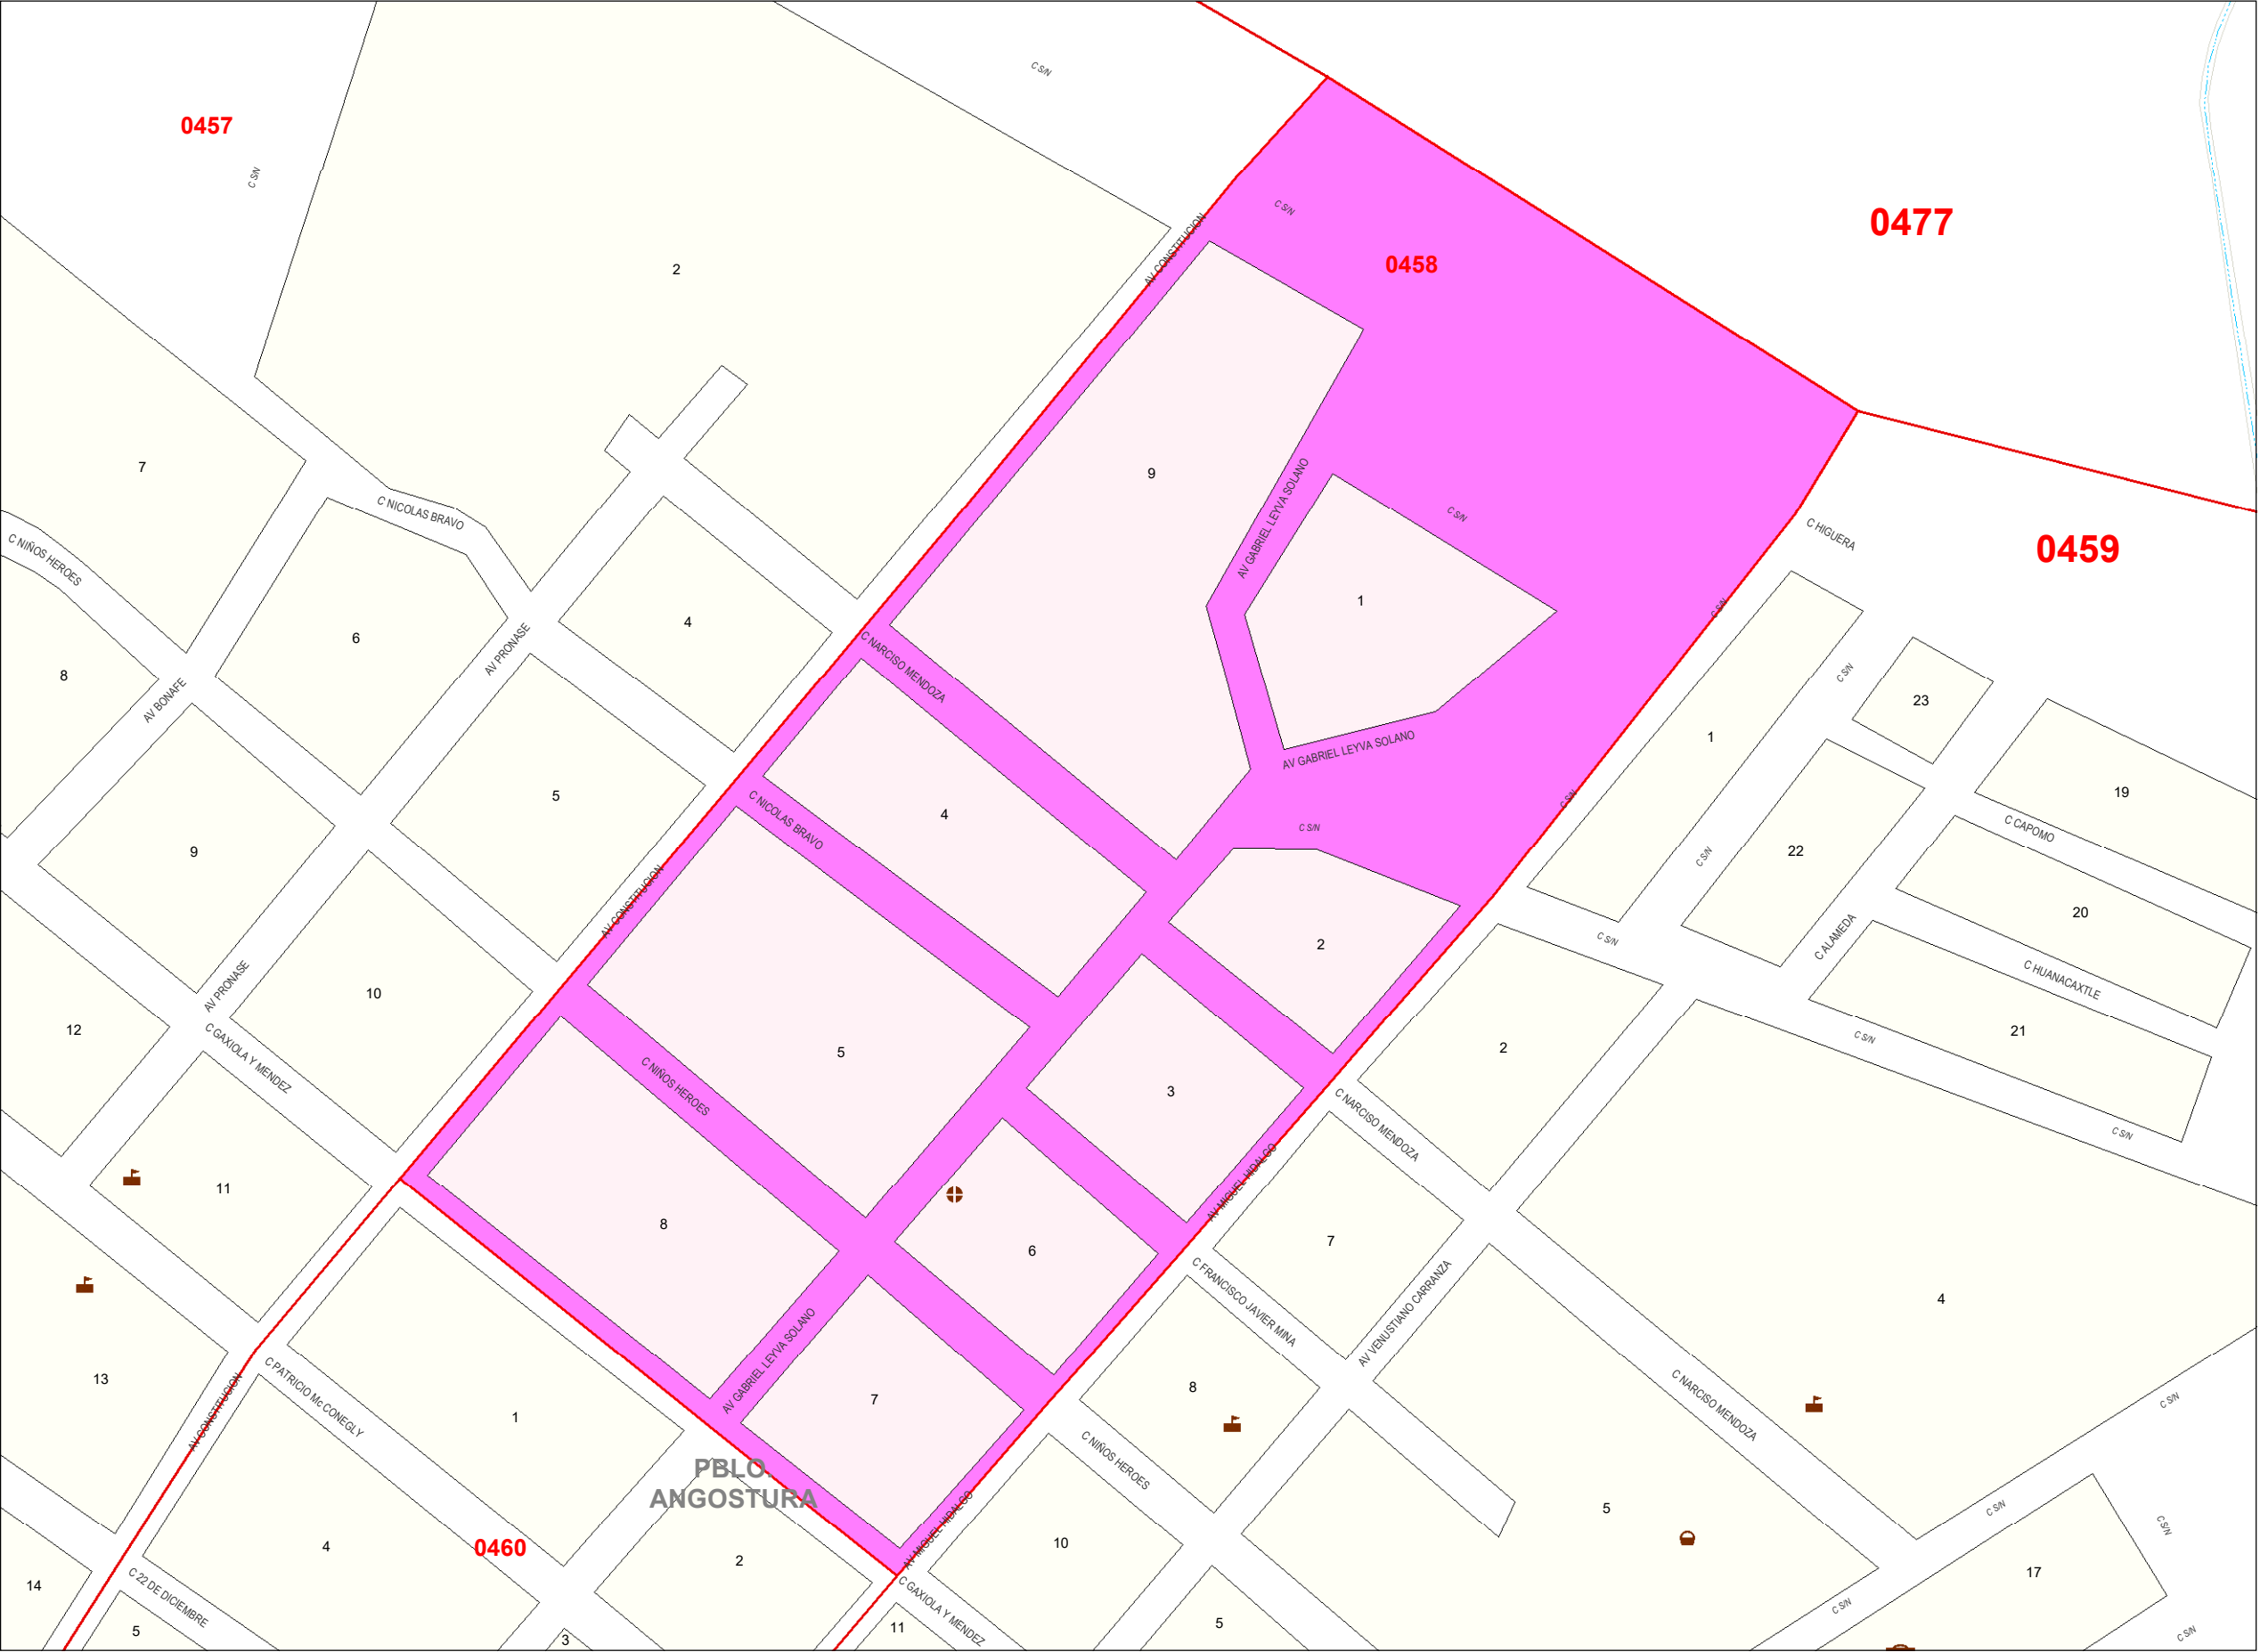 C S/N
0457
C S/N
0477
C S/N
AV CONSTITUCION
0458
2
7
9
C NICOLAS BRAVO
AV GABRIEL LEYVA SOLANO
C S/N
C HIGUERA
0459
C NIÑOS HEROES
1
C S/N
4
6
AV PRONASE
C NARCISO MENDOZA
8
AV BONAFE
C S/N
23
1
AV GABRIEL LEYVA SOLANO
5
C NICOLAS BRAVO
4
C S/N
C S/N
19
C CAPOMO
9
22
C S/N
AV CONSTITUCION
2
C S/N
C ALAMEDA
20
C HUANACAXTLE
AV PRONASE
10
12
C GAXIOLA Y MENDEZ
5
C NIÑOS HEROES
3
2
C S/N
21
C NARCISO MENDOZA
C S/N
11
8
6
AV MIGUEL HIDALGO
7
C FRANCISCO JAVIER MINA
AV VENUSTIANO CARRANZA
4
13
C PATRICIO Mc CONEGLY
AV CONSTITUCION
1
AV GABRIEL LEYVA SOLANO
7
8
C NARCISO MENDOZA
C S/N
PBLO.
ANGOSTURA
C NIÑOS HEROES
5
C S/N
C S/N
0460
4
2
AV MIGUEL HIDALGO
10
17
14
C 22 DE DICIEMBRE
C GAXIOLA Y MENDEZ
C S/N
5
3
11
5
C S/N